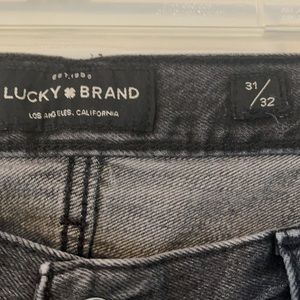 EST. 1990
LUCKY BRAND
LOS ANGELES, CALIFORNIA
31/32